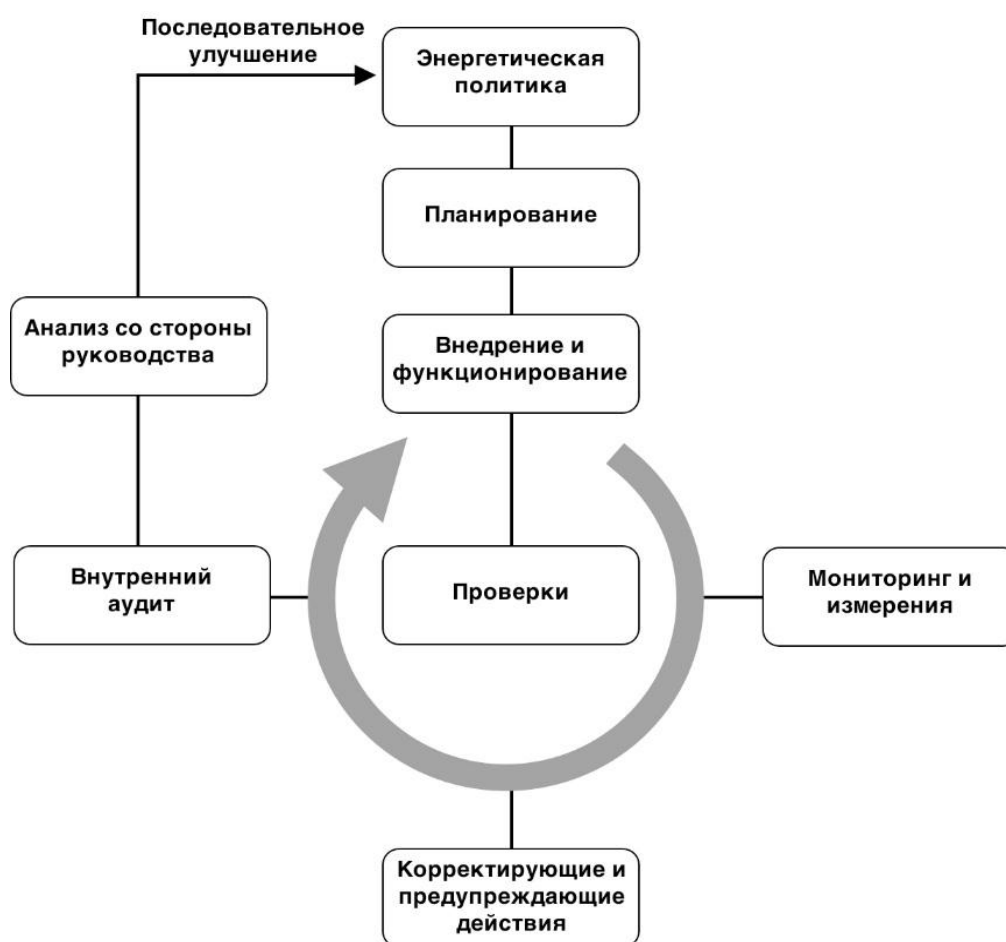 Последовательное
улучшение
Энергетическая
политика
Планирование
Анализ со стороны
руководства
Внедрение и
функционирование
Внутренний
аудит
Проверки
Мониторинг и
измерения
Корректирующие и
предупреждающие
действия